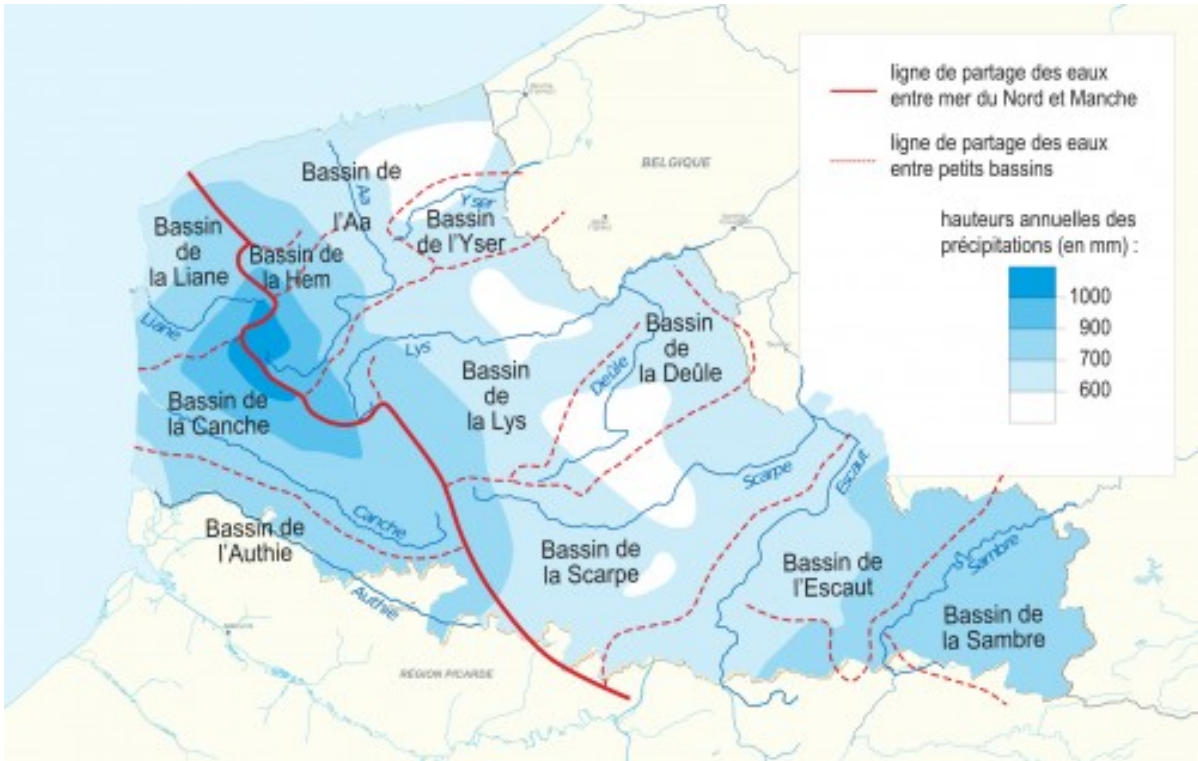 ligne de partage des eaux
entre mer du Nord et Manche
ligne de partage des eaux
entre petits bassins
hauteurs annuelles des
précipitations (en mm) :
1000
900
700
600
BELGIQUE
Bassin de
l'Aa
Aa
Yser
Bassin
de l'Yser
Bassin
de
la Liane
Bassin de
la Hem
Liane
Lys
Bassin
de
la Lys
Deûle
Bassin
de
la Deûle
Bassin de
la Canche
Canche
Scarpe
Escaut
Bassin de
l'Authie
Authie
Bassin de
la Scarpe
Bassin de
l'Escaut
Sambre
Bassin de
la Sambre
RÉGION PICARDE